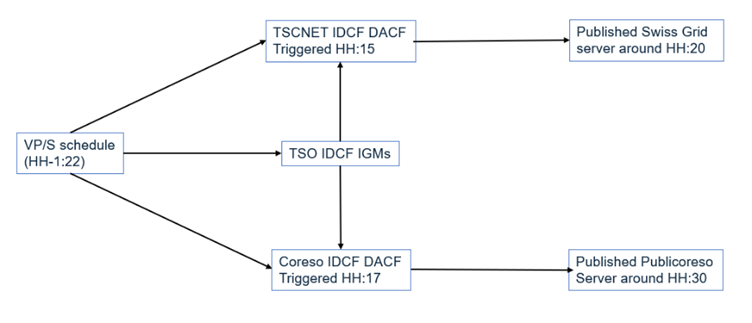 TSCNET IDCF DACF
Triggered HH:15
Published Swiss Grid
server around HH:20
VP/S schedule
(HH-1:22)
TSO IDCF IGMs
Coreso IDCF DACF
Triggered HH:17
Published Publicoreso
Server around HH:30